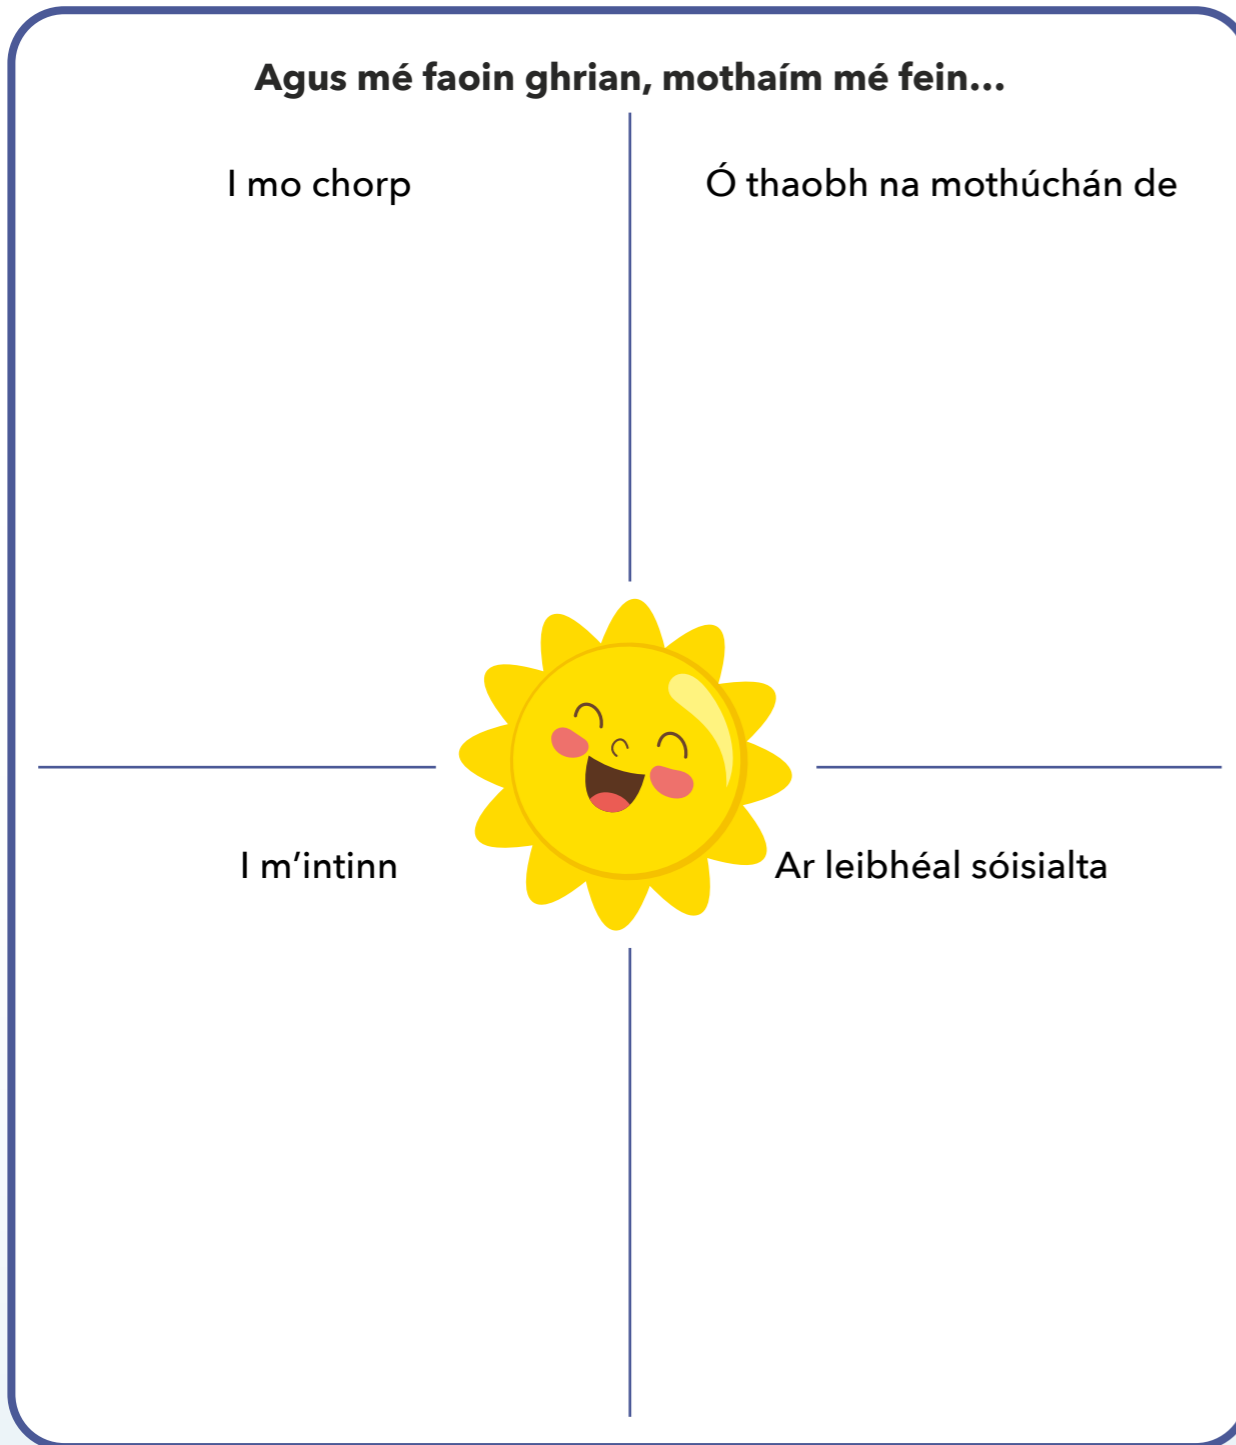 Agus mé faoin ghrian, mothaím mé fein...
I mo chorp
Ó thaobh na mothúchán de
I m’intinn
Ar leibhéal sóisialta